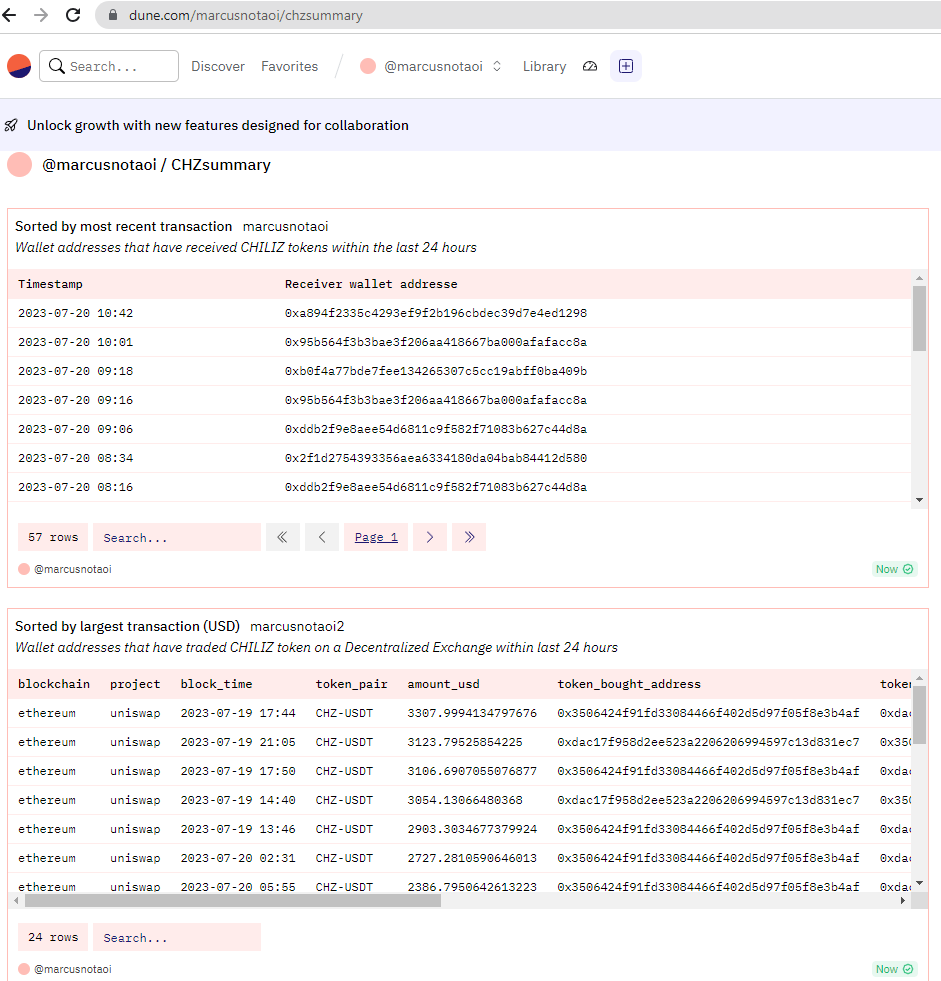 dune.com/marcusnotaoi/chzsummary
Search... Discover Favorites @marcusnotaoi Library
Unlock growth with new features designed for collaboration
@marcusnotaoi / CHZsummary
Sorted by most recent transaction marcusnotaoi
Wallet addresses that have received CHILIZ tokens within the last 24 hours
Timestamp Receiver wallet addresse
2023-07-20 10:42 0xa894f2335c4293ef9f2b196cbdec39d7e4ed1298
2023-07-20 10:01 0x95b564f3b3bae3f206aa418667ba000afafacc8a
2023-07-20 09:18 0xb0f4a77bde7fee134265307c5cc19abff0ba409b
2023-07-20 09:16 0x95b564f3b3bae3f206aa418667ba000afafacc8a
2023-07-20 09:06 0xddb2f9e8aee54d6811c9f582f71083b627c44d8a
2023-07-20 08:34 0x2f1d2754393356aea6334180da04bab84412d580
2023-07-20 08:16 0xddb2f9e8aee54d6811c9f582f71083b627c44d8a
57 rows Search... Page 1
@marcusnotaoi Now
Sorted by largest transaction (USD) marcusnotaoi2
Wallet addresses that have traded CHILIZ token on a Decentralized Exchange within last 24 hours
blockchain project block_time token_pair amount_usd token_bought_address token
ethereum uniswap 2023-07-19 17:44 CHZ-USDT 3307.9994134797676 0x3506424f91fd33084466f402d5d97f05f8e3b4af 0xdac
ethereum uniswap 2023-07-19 21:05 CHZ-USDT 3123.79525854225 0xdac17f958d2ee523a2206206994597c13d831ec7 0x350
ethereum uniswap 2023-07-19 17:50 CHZ-USDT 3106.6907055076877 0x3506424f91fd33084466f402d5d97f05f8e3b4af 0xdac
ethereum uniswap 2023-07-19 14:40 CHZ-USDT 3054.13066480368 0xdac17f958d2ee523a2206206994597c13d831ec7 0x350
ethereum uniswap 2023-07-19 13:46 CHZ-USDT 2903.3034677379924 0x3506424f91fd33084466f402d5d97f05f8e3b4af 0xdac
ethereum uniswap 2023-07-20 02:31 CHZ-USDT 2727.2810590646013 0x3506424f91fd33084466f402d5d97f05f8e3b4af 0xdac
ethereum uniswap 2023-07-20 05:55 CHZ-USDT 2386.7950642613223 0x3506424f91fd33084466f402d5d97f05f8e3b4af 0xdac
24 rows Search...
@marcusnotaoi Now